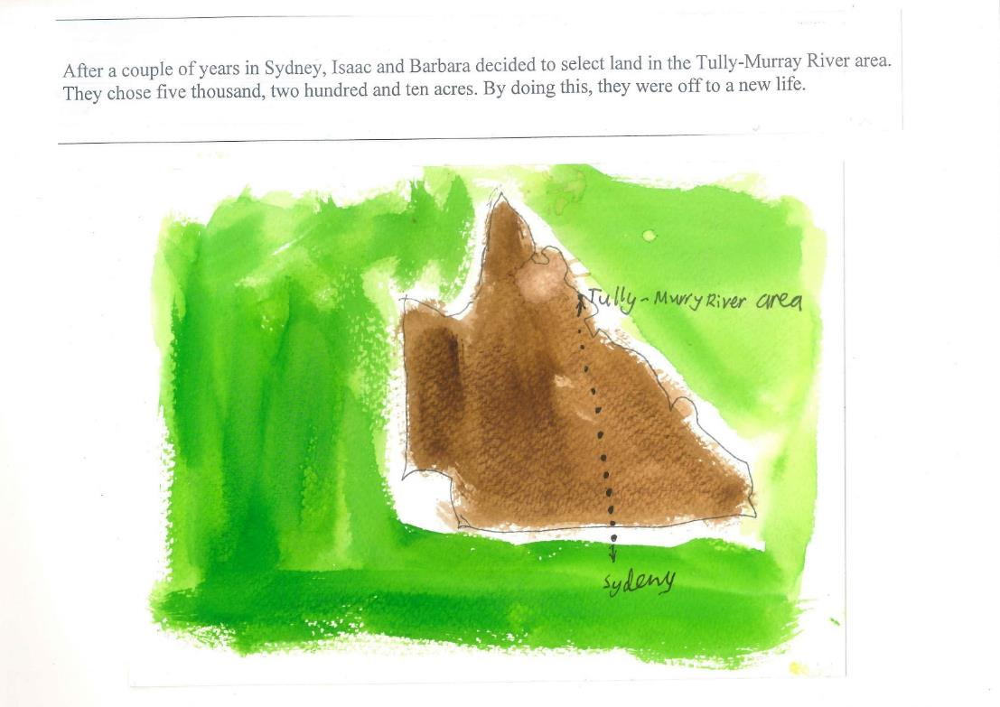 After a couple of years in Sydney, Isaac and Barbara decided to select land in the Tully-Murray River area.
They chose five thousand, two hundred and ten acres. By doing this, they were off to a new life.
Tully-Murry River area
sydeny